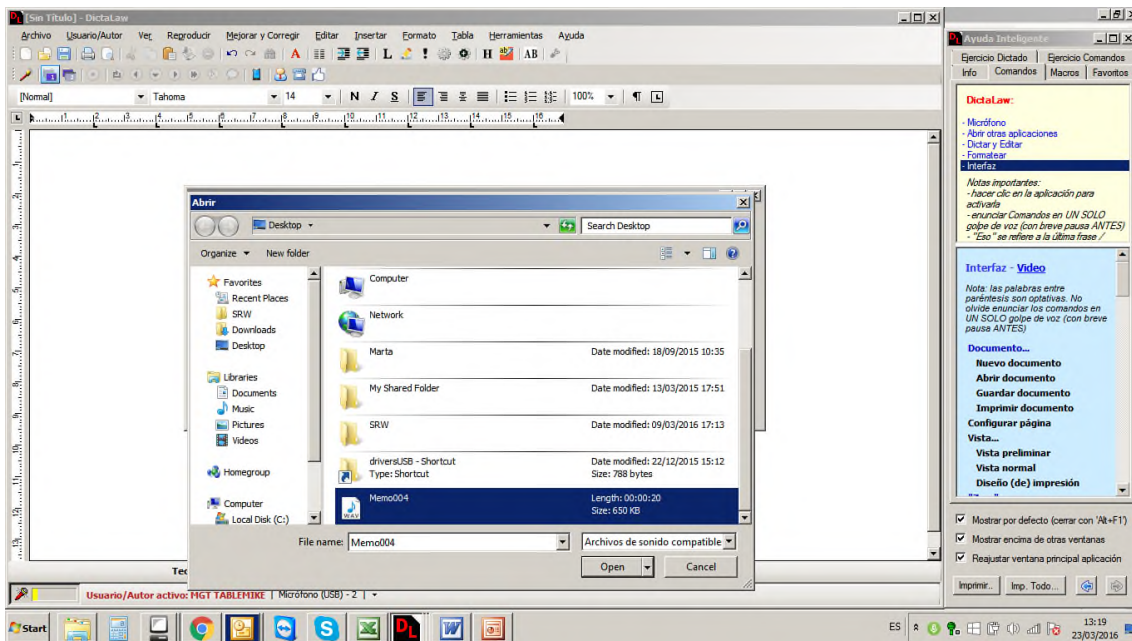 [Sin Título] - DictaLaw
Archivo Usuario/Autor Ver Reproducir Mejorar y Corregir Editar Insertar Formato Tabla Herramientas Ayuda
[Normal] Tahoma 14 N I S 100%
Abrir
Desktop
Search Desktop
Organize New folder
Favorites
Recent Places
SRW
Downloads
Desktop
Libraries
Documents
Music
Pictures
Videos
Homegroup
Computer
Local Disk (C:)
Computer
Network
Marta Date modified: 18/09/2015 10:35
My Shared Folder Date modified: 13/03/2015 17:51
SRW Date modified: 09/03/2016 17:13
driversUSB - Shortcut Date modified: 22/12/2015 15:12
Type: Shortcut Size: 788 bytes
Memo004 Length: 00:00:20
WAV Size: 650 KB
File name: Memo004 Archivos de sonido compatible
Open Cancel
Tec
Usuario/Autor activo: MGT TABLEMIKE | Micrófono (USB) - 2 |
Ayuda Inteligente
Ejercicio Dictado Ejercicio Comandos
Info Comandos Macros Favoritos
DictaLaw:
- Micrófono
- Abrir otras aplicaciones
- Dictar y Editar
- Formatear
- Interfaz
Notas importantes:
- hacer clic en la aplicación para
activarla
- enunciar Comandos en UN SOLO
golpe de voz (con breve pausa ANTES)
- "Eso" se refiere a la última frase /
Interfaz - Video
Nota: las palabras entre
paréntesis son optativas. No
olvide enunciar los comandos en
UN SOLO golpe de voz (con breve
pausa ANTES)
Documento...
Nuevo documento
Abrir documento
Guardar documento
Imprimir documento
Configurar página
Vista...
Vista preliminar
Vista normal
Diseño (de) impresión
Mostrar por defecto (cerrar con 'Alt+F1')
Mostrar encima de otras ventanas
Reajustar ventana principal aplicación
Imprimir.. Imp. Todo...
Start
ES
13:19
23/03/2016